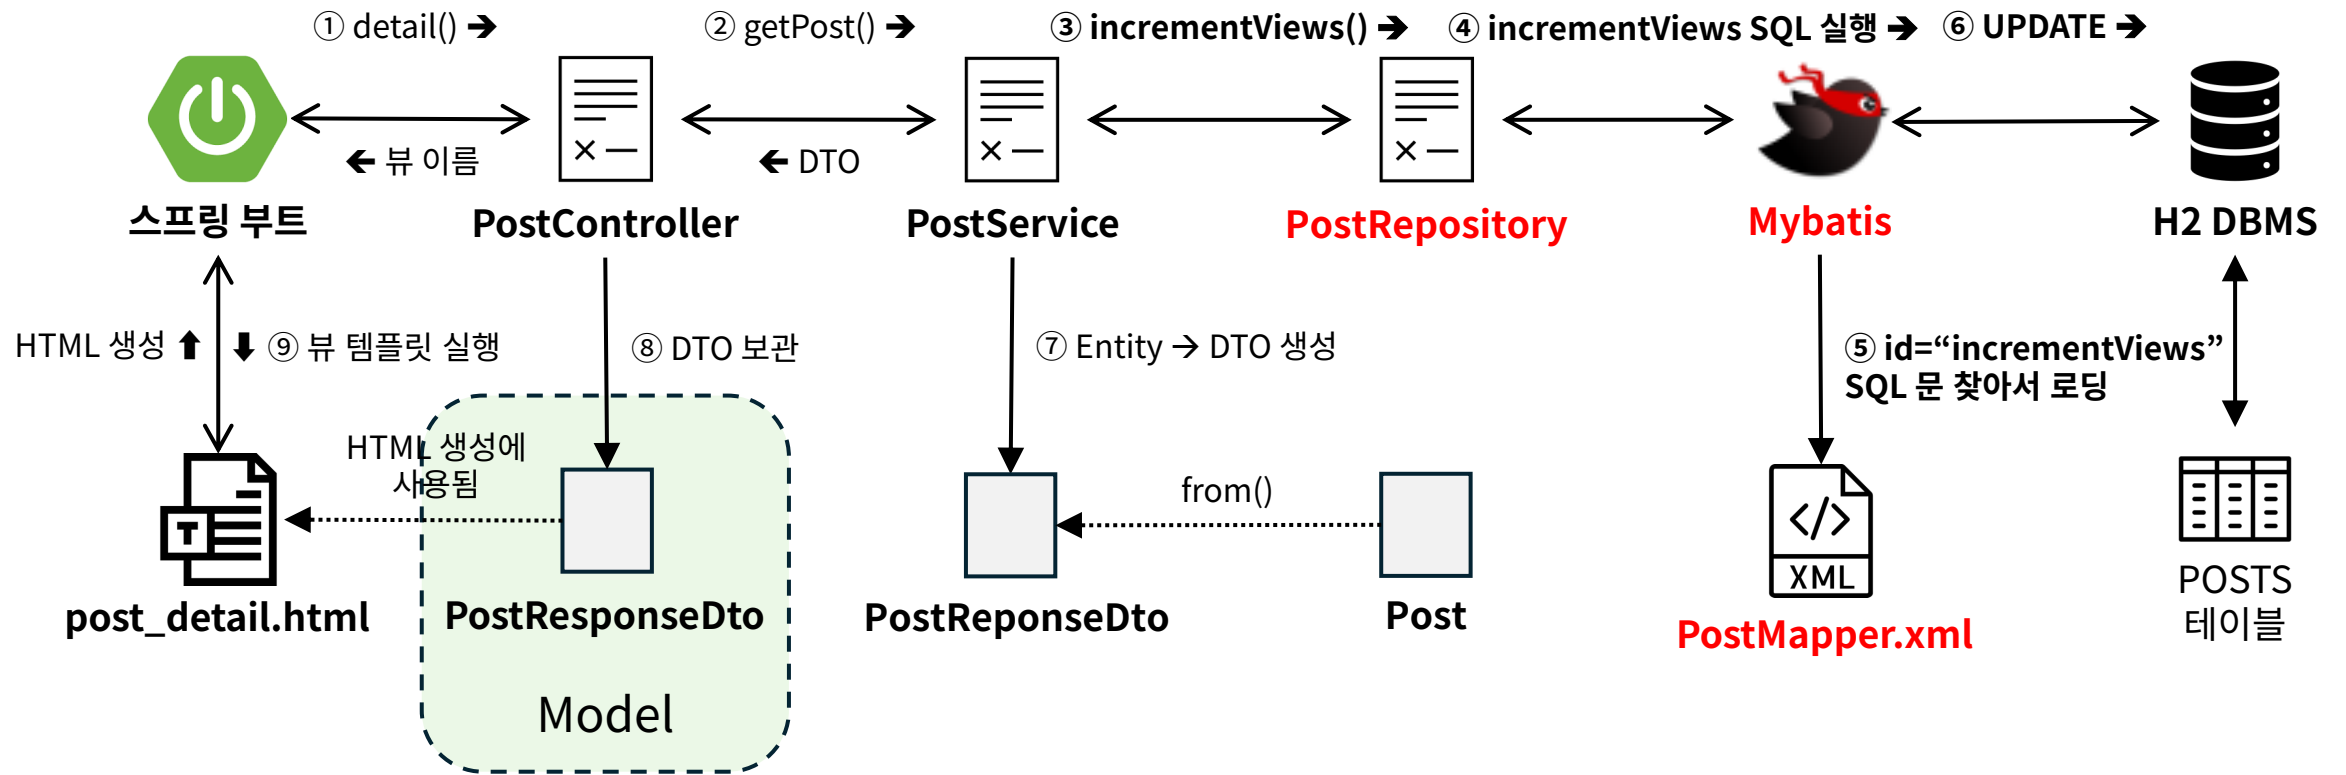 ① detail() 🡺
② getPost() 🡺
③ incrementViews() 🡺
④ incrementViews SQL 실행 🡺
⑥ UPDATE 🡺
🡸 뷰 이름
🡸 DTO
스프링 부트
PostController
PostService
PostRepository
Mybatis
H2 DBMS
HTML 생성 🡹
🡻 ⑨ 뷰 템플릿 실행
⑧ DTO 보관
⑦ Entity → DTO 생성
⑤ id=“incrementViews”
SQL 문 찾아서 로딩
HTML 생성에
사용됨
from()
XML
T
post_detail.html
PostResponseDto
PostReponseDto
Post
PostMapper.xml
POSTS
테이블
Model